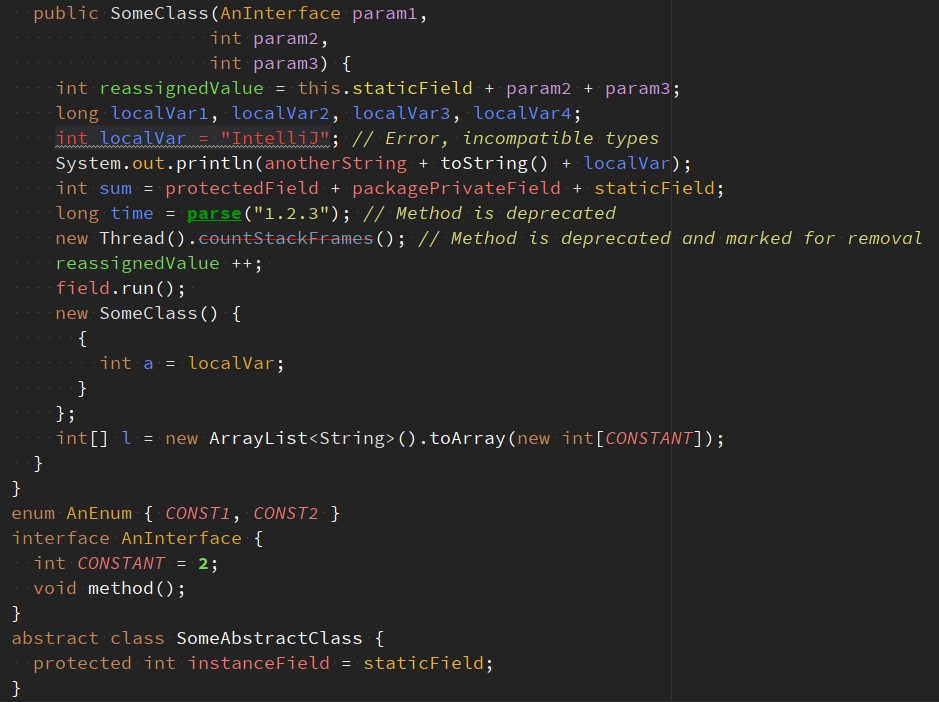 public SomeClass(AnInterface param1,
                  int param2,
                  int param3) {
    int reassignedValue = this.staticField + param2 + param3;
    long localVar1, localVar2, localVar3, localVar4;
    int localVar = "IntelliJ"; // Error, incompatible types
    System.out.println(anotherString + toString() + localVar);
    int sum = protectedField + packagePrivateField + staticField;
    long time = parse("1.2.3"); // Method is deprecated
    new Thread().countStackFrames(); // Method is deprecated and marked for removal
    reassignedValue ++;
    field.run();
    new SomeClass() {
      {
        int a = localVar;
      }
    };
    int[] l = new ArrayList<String>().toArray(new int[CONSTANT]);
  }
}
enum AnEnum { CONST1, CONST2 }
interface AnInterface {
  int CONSTANT = 2;
  void method();
}
abstract class SomeAbstractClass {
  protected int instanceField = staticField;
}